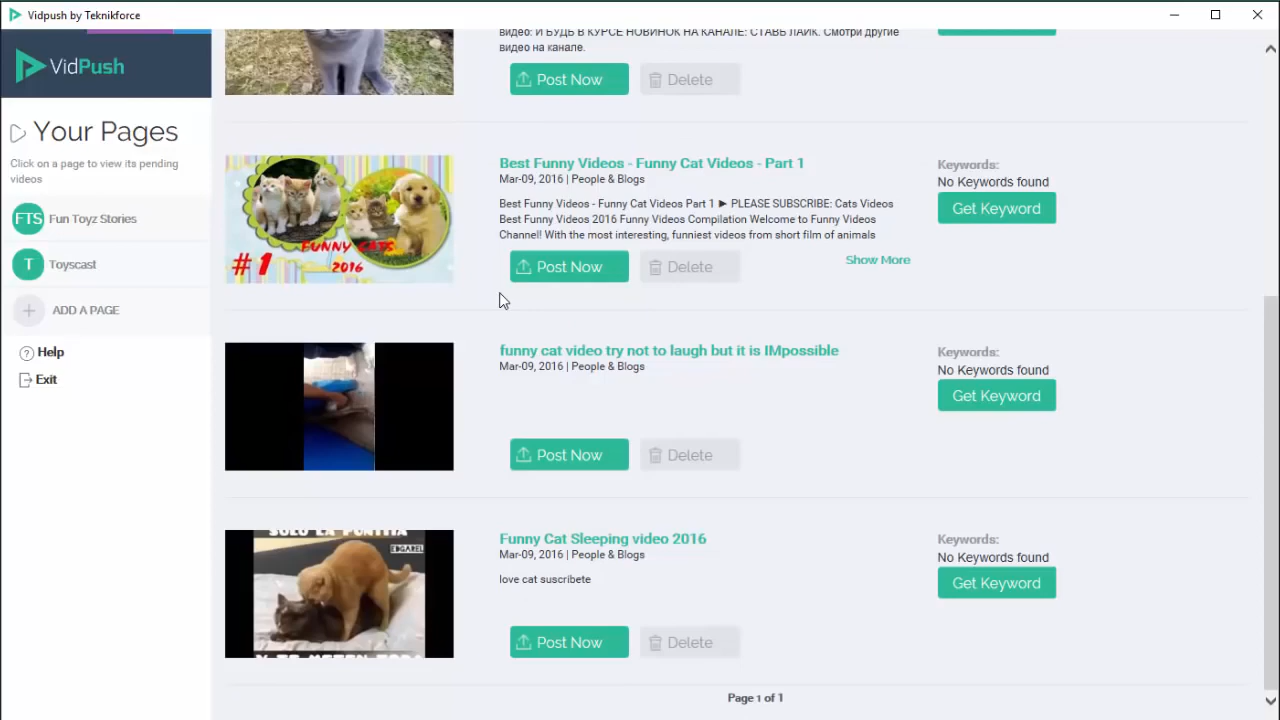 Vidpush by Teknikforce
VidPush
Your Pages
Click on a page to view its pending
videos
FTS Fun Toyz Stories
T Toyscast
+ ADD A PAGE
? Help
Exit
видео: И БУДЬ В КУРСЕ НОВИНОК НА КАНАЛЕ: СТАВЬ ЛАЙК. Смотри другие
видео на канале.
Post Now
Delete
FUNNY CATS
#1 2016
Best Funny Videos - Funny Cat Videos - Part 1
Mar-09, 2016 | People & Blogs
Best Funny Videos - Funny Cat Videos Part 1 ► PLEASE SUBSCRIBE: Cats Videos
Best Funny Videos 2016 Funny Videos Compilation Welcome to Funny Videos
Channel! With the most interesting, funniest videos from short film of animals
Show More
Post Now
Delete
Keywords:
No Keywords found
Get Keyword
funny cat video try not to laugh but it is IMpossible
Mar-09, 2016 | People & Blogs
Post Now
Delete
Keywords:
No Keywords found
Get Keyword
SOLO LA PUNTITA
EDGAREL
Y TE METEN TODO
Funny Cat Sleeping video 2016
Mar-09, 2016 | People & Blogs
love cat suscribete
Post Now
Delete
Keywords:
No Keywords found
Get Keyword
Page 1 of 1